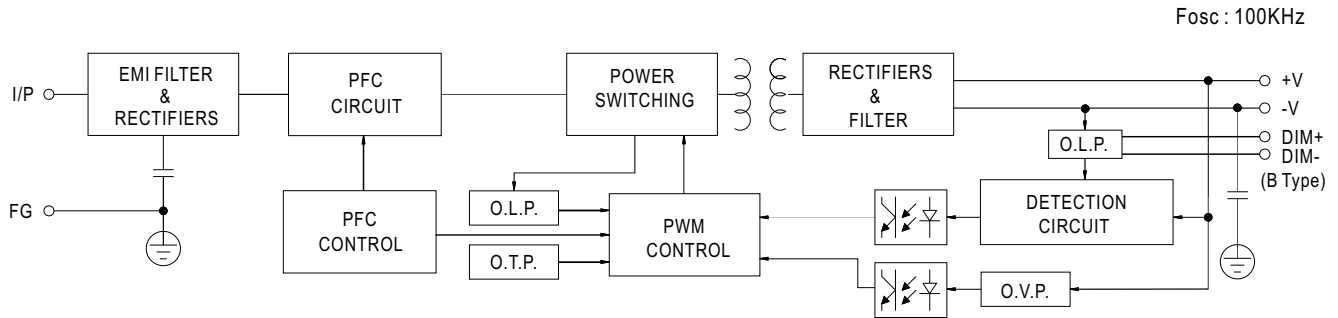 Fosc : 100KHz
I/P
EMI FILTER
&
RECTIFIERS
PFC
CIRCUIT
POWER
SWITCHING
RECTIFIERS
&
FILTER
+V
-V
O.L.P.
DIM+
DIM-
(B Type)
FG
PFC
CONTROL
O.L.P.
O.T.P.
PWM
CONTROL
DETECTION
CIRCUIT
O.V.P.